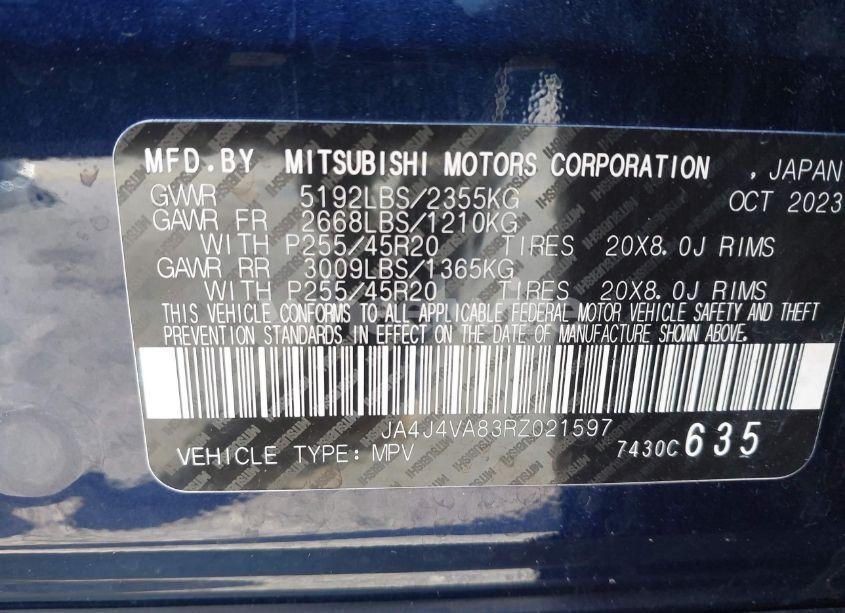 MFD.BY MITSUBISHI MOTORS CORPORATION , JAPAN
GVWR 5192LBS/2355KG OCT 2023
GAWR FR 2668LBS/1210KG
WITH P255/45R20 TIRES 20X8.0J RIMS
GAWR RR 3009LBS/1365KG
WITH P255/45R20 TIRES 20X8.0J RIMS
THIS VEHICLE CONFORMS TO ALL APPLICABLE FEDERAL MOTOR VEHICLE SAFETY AND THEFT
PREVENTION STANDARDS IN EFFECT ON THE DATE OF MANUFACTURE SHOWN ABOVE.
JA4J4VA83RZ021597
VEHICLE TYPE: MPV 7430C 635